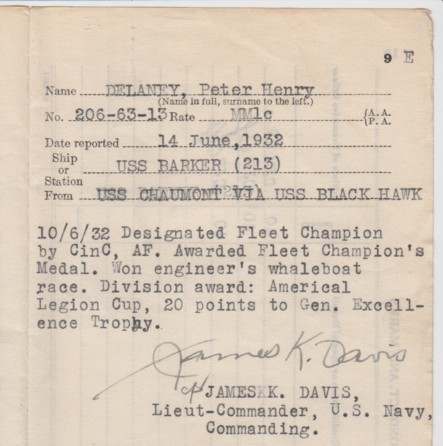 9 E
Name DELANEY, Peter Henry
(Name in full, surname to the left.)
No. 206-63-13 Rate MM1c (A. A.
(P. A.
Date reported 14 June,1932
Ship
or USS BARKER (213)
Station
From USS CHAUMONT VIA USS BLACK HAWK
10/6/32 Designated Fleet Champion
by CinC, AF. Awarded Fleet Champion's
Medal. Won engineer's whaleboat
race. Division award: Americal
Legion Cup, 20 points to Gen. Excell-
ence Trophy.
James K. Davis
JAMES K. DAVIS,
Lieut-Commander, U.S. Navy,
Commanding.